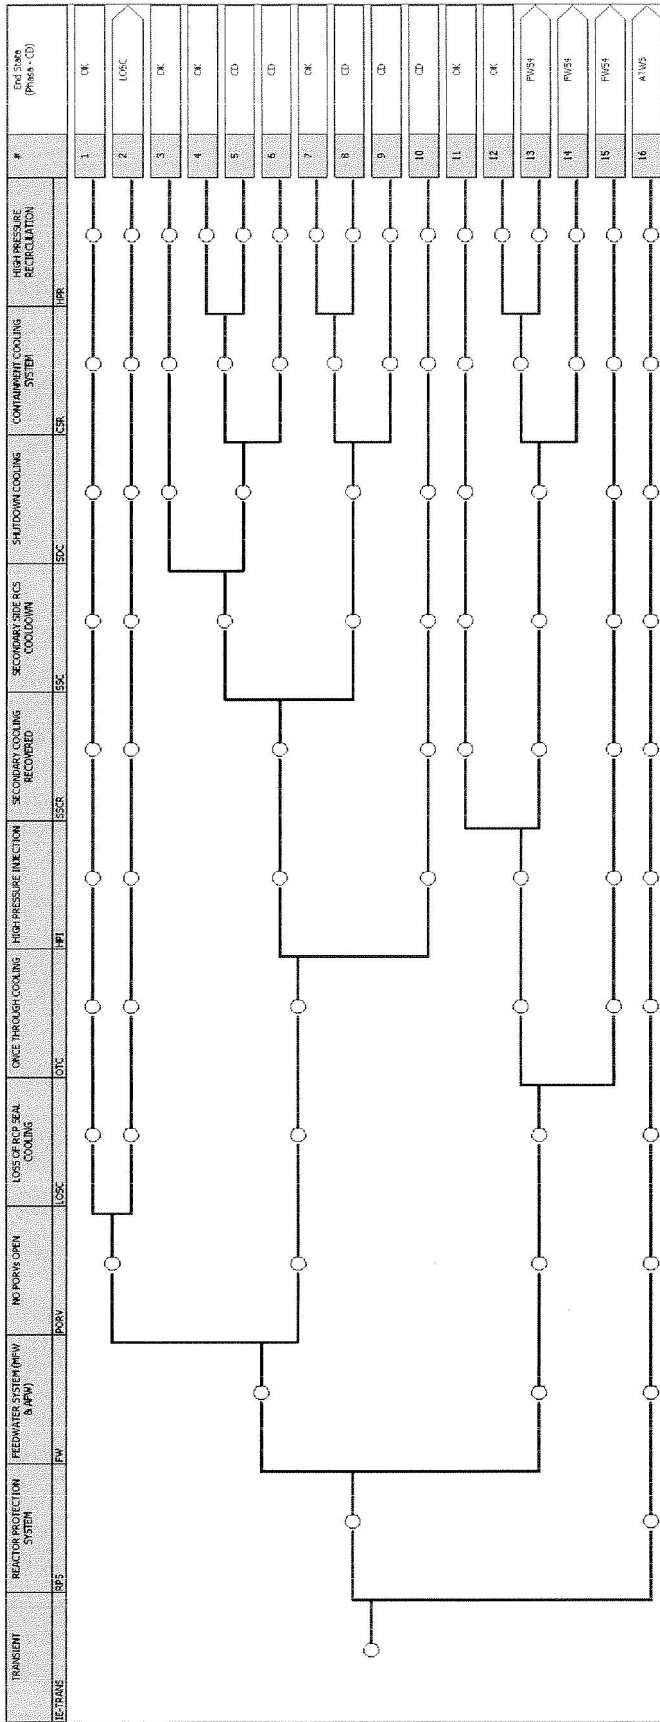 TRANSIENT
IE-TRANS
REACTOR PROTECTION
SYSTEM
RPS
FEEDWATER SYSTEM (MFW
& AFW)
FW
NO PORVs OPEN
PORV
LOSS OF RCP SEAL
COOLING
LOSC
ONCE THROUGH COOLING
OTC
HIGH PRESSURE INJECTION
HPI
SECONDARY COOLING
RECOVERED
SSCR
SECONDARY SIDE RCS
COOLDOWN
SSC
SHUTDOWN COOLING
SDC
CONTAINMENT COOLING
SYSTEM
CSR
HIGH PRESSURE
RECIRCULATION
HPR
#
End State
(Phase - CD)
1 OK
2 LOSC
3 OK
4 OK
5 CD
6 CD
7 OK
8 CD
9 CD
10 CD
11 OK
12 OK
13 FWS4
14 FWS4
15 FWS4
16 ATWS